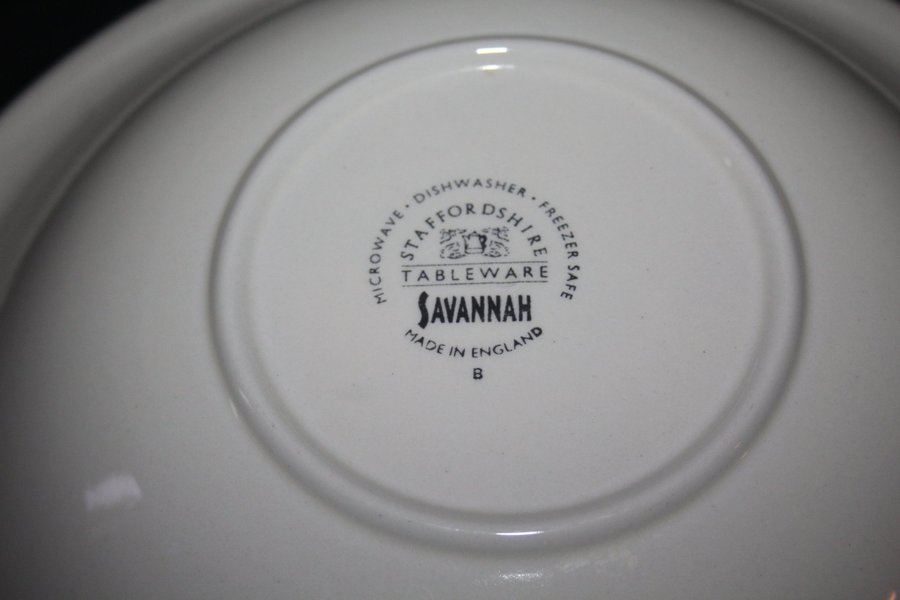 MICROWAVE · DISHWASHER · FREEZER SAFE
STAFFORDSHIRE
TABLEWARE
SAVANNAH
MADE IN ENGLAND
B